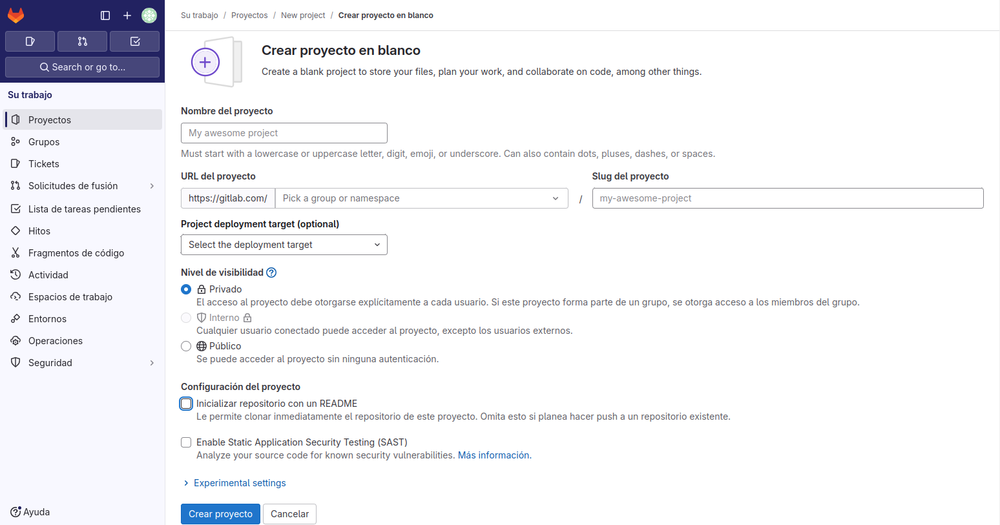 Su trabajo / Proyectos / New project / Crear proyecto en blanco
Search or go to...
Su trabajo
Proyectos
Grupos
Tickets
Solicitudes de fusión
Lista de tareas pendientes
Hitos
Fragmentos de código
Actividad
Espacios de trabajo
Entornos
Operaciones
Seguridad
Ayuda
Crear proyecto en blanco
Create a blank project to store your files, plan your work, and collaborate on code, among other things.
Nombre del proyecto
My awesome project
Must start with a lowercase or uppercase letter, digit, emoji, or underscore. Can also contain dots, pluses, dashes, or spaces.
URL del proyecto
https://gitlab.com/ Pick a group or namespace
/
Slug del proyecto
my-awesome-project
Project deployment target (optional)
Select the deployment target
Nivel de visibilidad
Privado
El acceso al proyecto debe otorgarse explícitamente a cada usuario. Si este proyecto forma parte de un grupo, se otorga acceso a los miembros del grupo.
Interno
Cualquier usuario conectado puede acceder al proyecto, excepto los usuarios externos.
Público
Se puede acceder al proyecto sin ninguna autenticación.
Configuración del proyecto
Inicializar repositorio con un README
Le permite clonar inmediatamente el repositorio de este proyecto. Omita esto si planea hacer push a un repositorio existente.
Enable Static Application Security Testing (SAST)
Analyze your source code for known security vulnerabilities. Más información.
Experimental settings
Crear proyecto
Cancelar